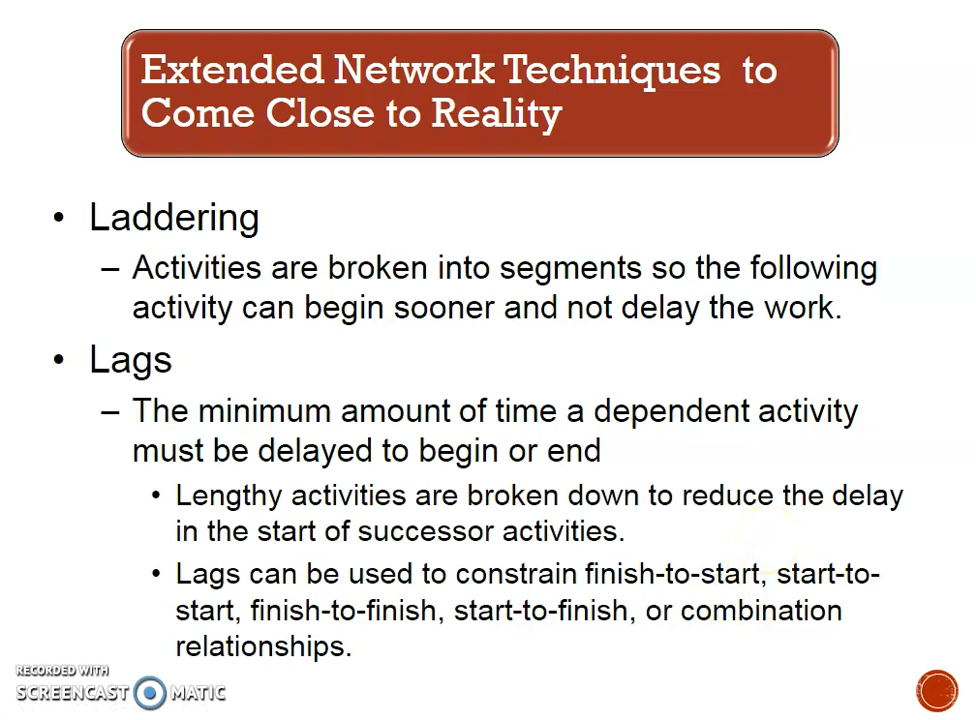 Extended Network Techniques to
Come Close to Reality
• Laddering
– Activities are broken into segments so the following
activity can begin sooner and not delay the work.
• Lags
– The minimum amount of time a dependent activity
must be delayed to begin or end
• Lengthy activities are broken down to reduce the delay
in the start of successor activities.
• Lags can be used to constrain finish-to-start, start-to-
start, finish-to-finish, start-to-finish, or combination
relationships.
RECORDED WITH
SCREENCAST MATIC